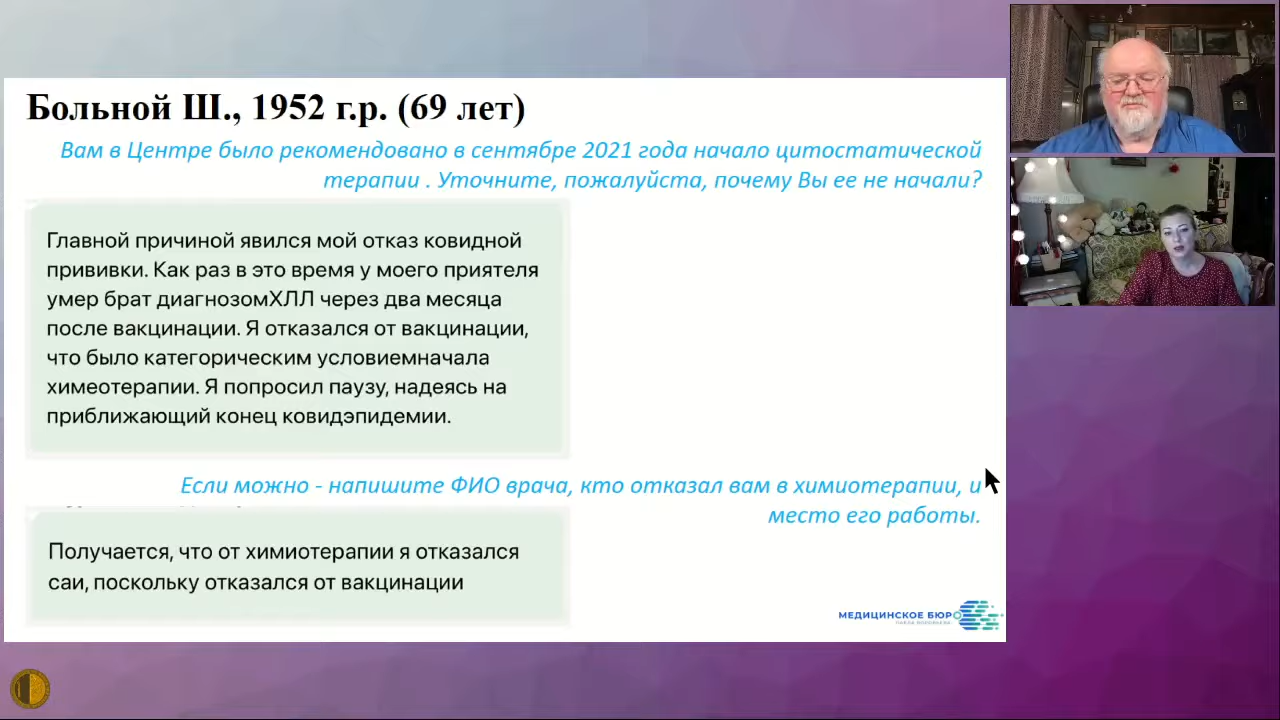 Больной Ш., 1952 г.р. (69 лет)
Вам в Центре было рекомендовано в сентябре 2021 года начало цитостатической
терапии . Уточните, пожалуйста, почему Вы ее не начали?
Главной причиной явился мой отказ ковидной
прививки. Как раз в это время у моего приятеля
умер брат диагнозомХЛЛ через два месяца
после вакцинации. Я отказался от вакцинации,
что было категорическим условиемначала
химеотерапии. Я попросил паузу, надеясь на
приближающий конец ковидэпидемии.
Если можно - напишите ФИО врача, кто отказал вам в химиотерапии, и
место его работы.
Получается, что от химиотерапии я отказался
саи, поскольку отказался от вакцинации
МЕДИЦИНСКОЕ БЮРО